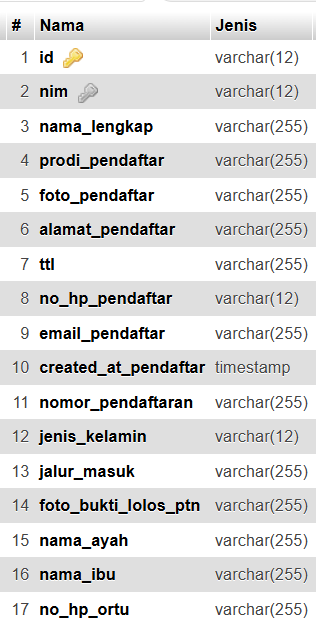 # Nama Jenis
1 id varchar(12)
2 nim varchar(12)
3 nama_lengkap varchar(255)
4 prodi_pendaftar varchar(255)
5 foto_pendaftar varchar(255)
6 alamat_pendaftar varchar(255)
7 ttl varchar(255)
8 no_hp_pendaftar varchar(12)
9 email_pendaftar varchar(255)
10 created_at_pendaftar timestamp
11 nomor_pendaftaran varchar(255)
12 jenis_kelamin varchar(12)
13 jalur_masuk varchar(255)
14 foto_bukti_lolos_ptn varchar(255)
15 nama_ayah varchar(255)
16 nama_ibu varchar(255)
17 no_hp_ortu varchar(255)